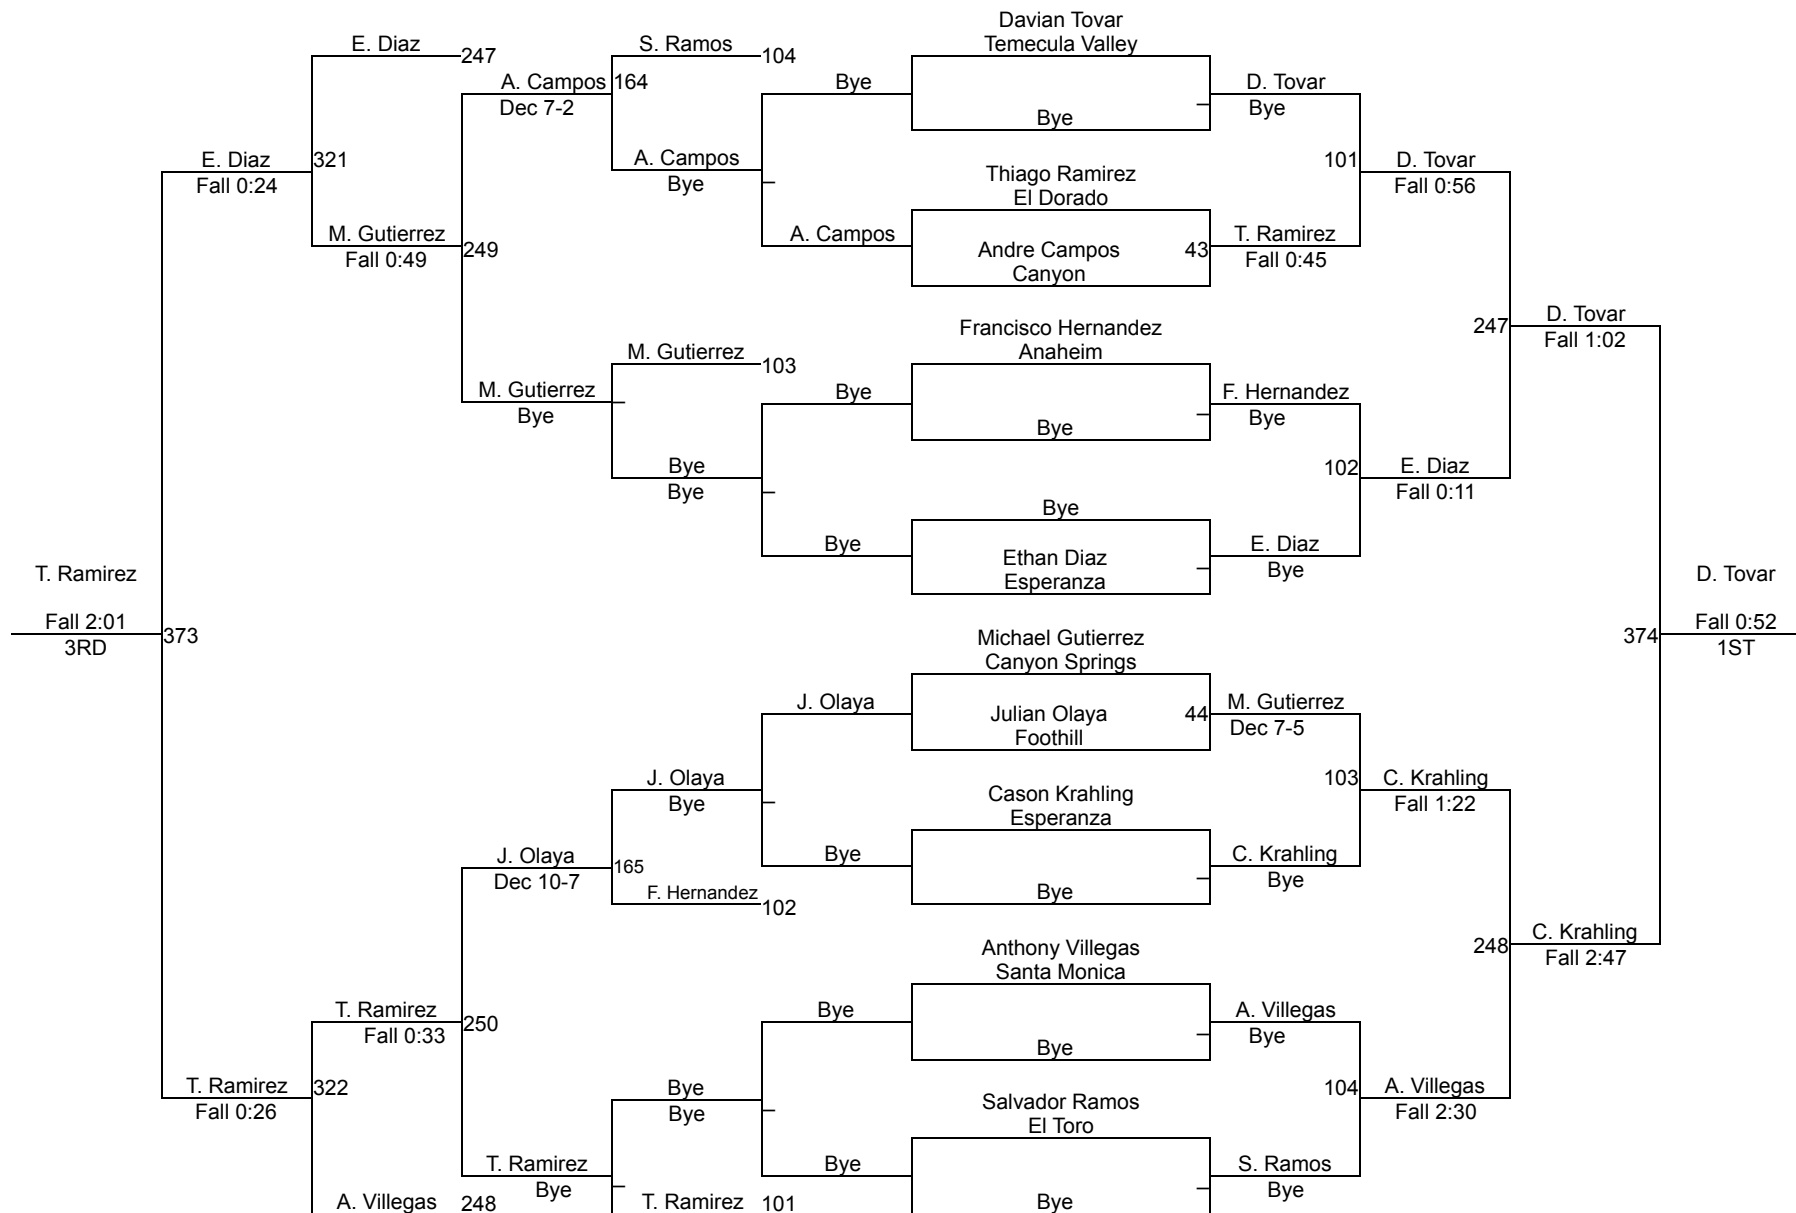 Davian Tovar
Temecula Valley
E. Diaz
247
S. Ramos
104
A. Campos
164
Dec 7-2
Bye
Bye
D. Tovar
Bye
E. Diaz
Fall 0:24
321
A. Campos
Bye
101
D. Tovar
Fall 0:56
Thiago Ramirez
El Dorado
M. Gutierrez
Fall 0:49
249
A. Campos
Andre Campos
Canyon
43
T. Ramirez
Fall 0:45
Francisco Hernandez
Anaheim
247
D. Tovar
Fall 1:02
M. Gutierrez
103
M. Gutierrez
Bye
Bye
Bye
F. Hernandez
Bye
Bye
Bye
102
E. Diaz
Fall 0:11
Bye
Bye
Ethan Diaz
Esperanza
E. Diaz
Bye
T. Ramirez
Fall 2:01
3RD
373
D. Tovar
374
Fall 0:52
1ST
Michael Gutierrez
Canyon Springs
J. Olaya
Julian Olaya
Foothill
44
M. Gutierrez
Dec 7-5
J. Olaya
Bye
103
C. Krahling
Fall 1:22
Cason Krahling
Esperanza
J. Olaya
Dec 10-7
165
F. Hernandez
102
Bye
Bye
C. Krahling
Bye
Anthony Villegas
Santa Monica
248
C. Krahling
Fall 2:47
T. Ramirez
Fall 0:33
250
Bye
Bye
A. Villegas
Bye
T. Ramirez
Fall 0:26
322
Bye
Bye
104
A. Villegas
Fall 2:30
Salvador Ramos
El Toro
T. Ramirez
Bye
Bye
Bye
S. Ramos
Bye
A. Villegas
248
T. Ramirez
101